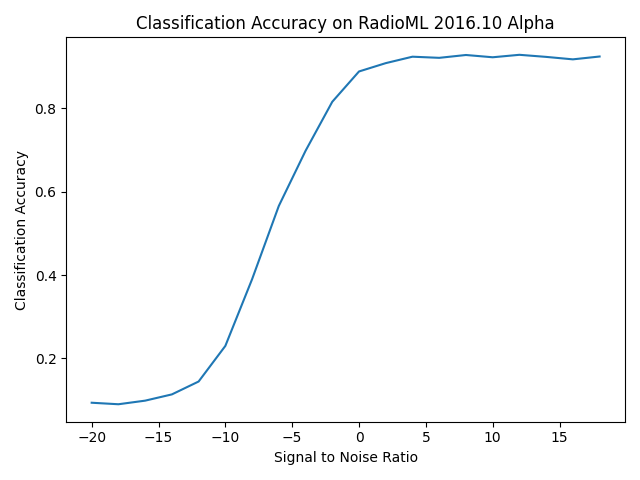 Classification Accuracy on RadioML 2016.10 Alpha
Classification Accuracy
0.8
0.6
0.4
0.2
−20 −15 −10 −5 0 5 10 15
Signal to Noise Ratio